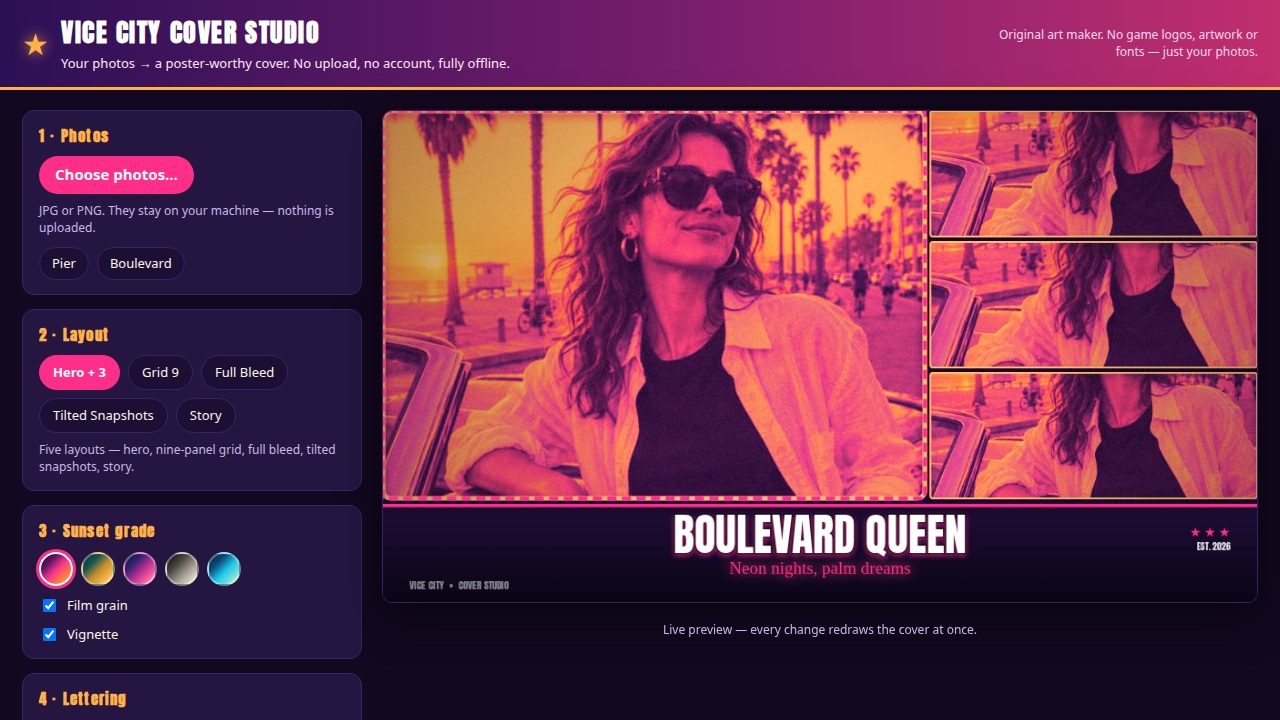 ★ VICE CITY COVER STUDIO
Your photos → a poster-worthy cover. No upload, no account, fully offline.
Original art maker. No game logos, artwork or
fonts — just your photos.
1 · Photos
Choose photos...
JPG or PNG. They stay on your machine — nothing is
uploaded.
Pier
Boulevard
2 · Layout
Hero + 3
Grid 9
Full Bleed
Tilted Snapshots
Story
Five layouts — hero, nine-panel grid, full bleed, tilted
snapshots, story.
3 · Sunset grade
Film grain
Vignette
4 · Lettering
BOULEVARD QUEEN
Neon nights, palm dreams
★ ★ ★
EST. 2026
VICE CITY • COVER STUDIO
Live preview — every change redraws the cover at once.